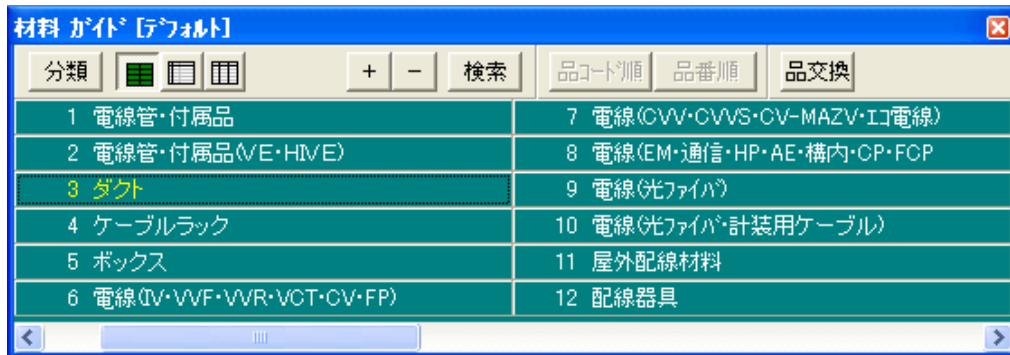 材料 ｶﾞｲﾄﾞ [ﾃﾞﾌｫﾙﾄ]
分類 + − 検索 品ｺｰﾄﾞ順 品番順 品交換
1 電線管･付属品
2 電線管･付属品(VE･HIVE)
3 ダクト
4 ケーブルラック
5 ボックス
6 電線(IV･VVF･VVR･VCT･CV･FP)
7 電線(CVV･CVVS･CV-MAZV･ｴｺ電線)
8 電線(EM･通信･HP･AE･構内･CP･FCP
9 電線(光ﾌｧｲﾊﾞ)
10 電線(光ﾌｧｲﾊﾞ･計装用ケーブル)
11 屋外配線材料
12 配線器具